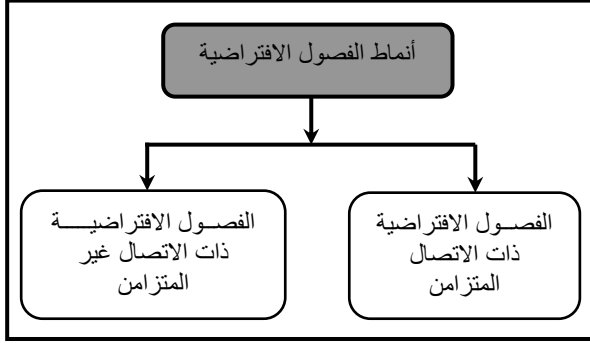 أنماط الفصول الافتراضية
الفصول الافتراضية
ذات الاتصال
المتزامن
الفصول الافتراضية
ذات الاتصال غير
المتزامن